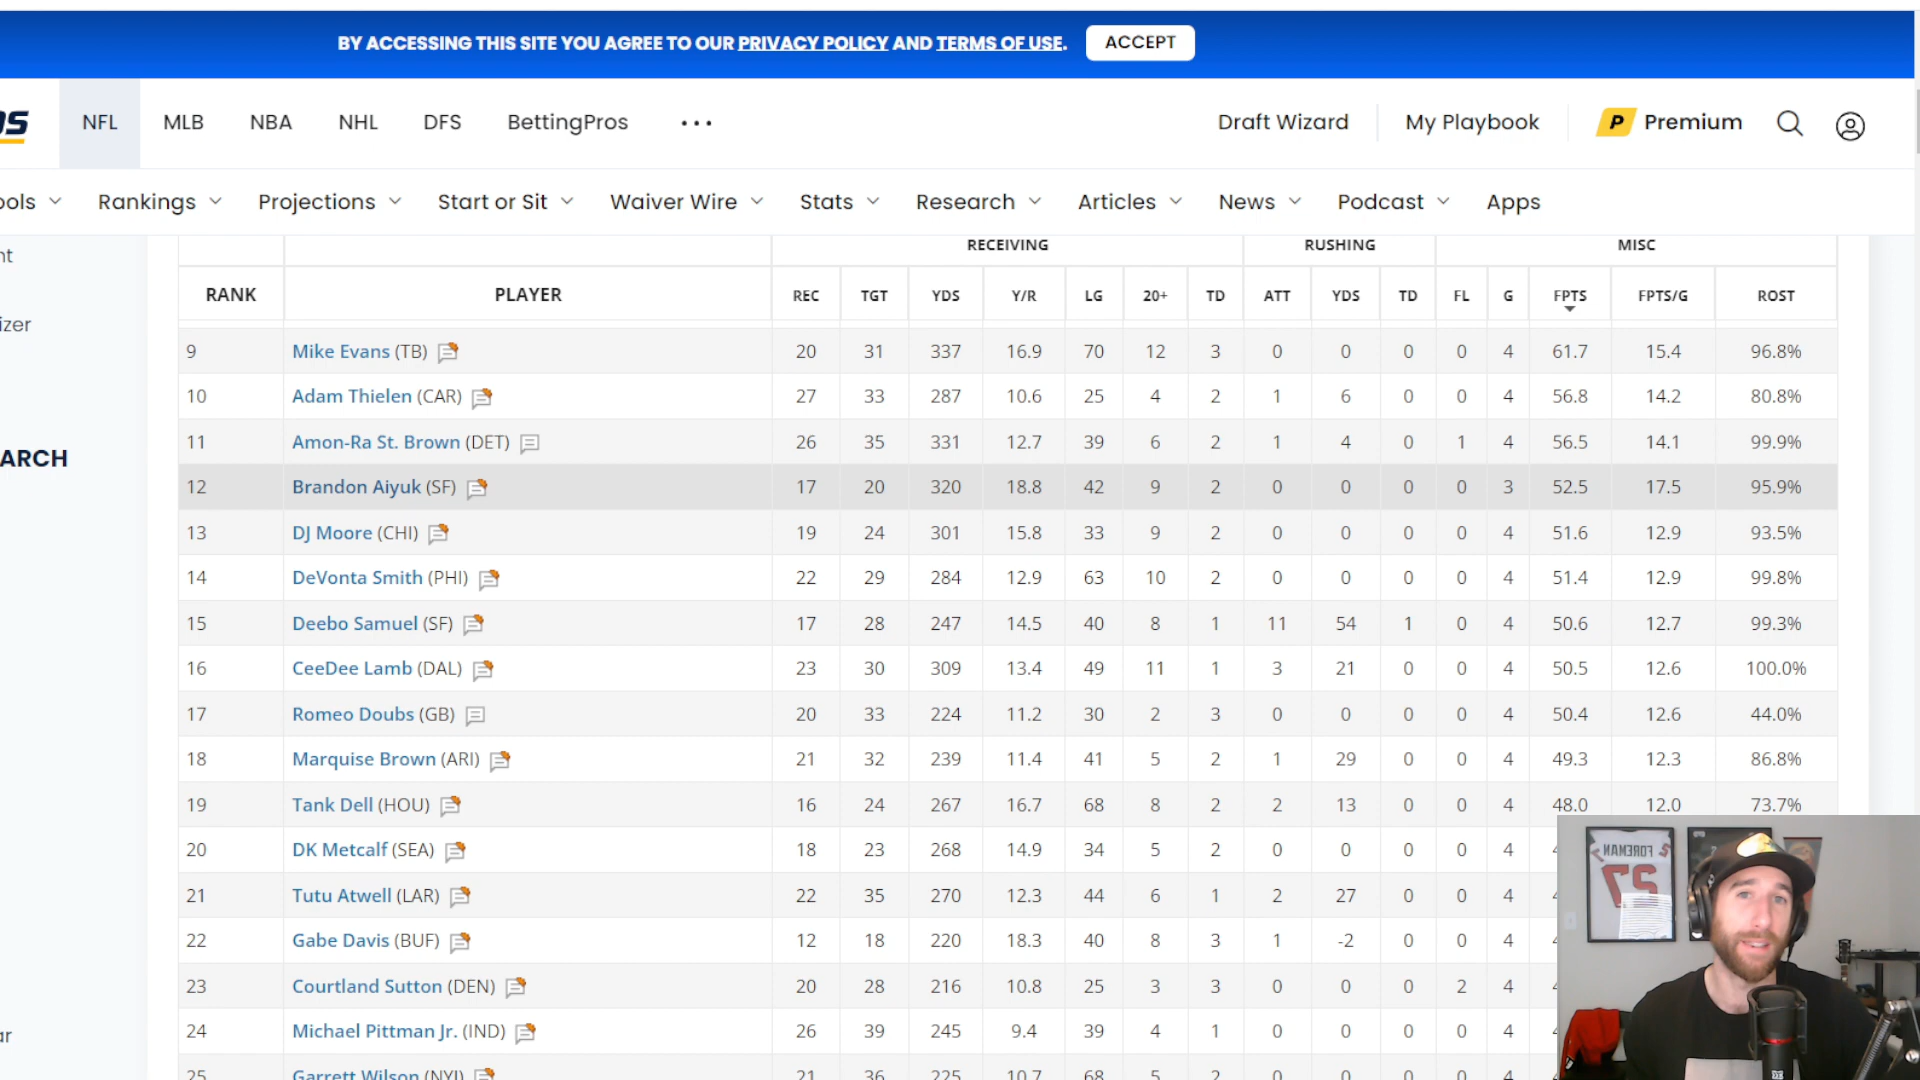 BY ACCESSING THIS SITE YOU AGREE TO OUR PRIVACY POLICY AND TERMS OF USE. ACCEPT
NFL MLB NBA NHL DFS BettingPros ... Draft Wizard My Playbook P Premium
Rankings Projections Start or Sit Waiver Wire Stats Research Articles News Podcast Apps
RECEIVING RUSHING MISC
RANK PLAYER REC TGT YDS Y/R LG 20+ TD ATT YDS TD FL G FPTS FPTS/G ROST
9 Mike Evans (TB) 20 31 337 16.9 70 12 3 0 0 0 0 4 61.7 15.4 96.8%
10 Adam Thielen (CAR) 27 33 287 10.6 25 4 2 1 6 0 0 4 56.8 14.2 80.8%
11 Amon-Ra St. Brown (DET) 26 35 331 12.7 39 6 2 1 4 0 1 4 56.5 14.1 99.9%
12 Brandon Aiyuk (SF) 17 20 320 18.8 42 9 2 0 0 0 0 3 52.5 17.5 95.9%
13 DJ Moore (CHI) 19 24 301 15.8 33 9 2 0 0 0 0 4 51.6 12.9 93.5%
14 DeVonta Smith (PHI) 22 29 284 12.9 63 10 2 0 0 0 0 4 51.4 12.9 99.8%
15 Deebo Samuel (SF) 17 28 247 14.5 40 8 1 11 54 1 0 4 50.6 12.7 99.3%
16 CeeDee Lamb (DAL) 23 30 309 13.4 49 11 1 3 21 0 0 4 50.5 12.6 100.0%
17 Romeo Doubs (GB) 20 33 224 11.2 30 2 3 0 0 0 0 4 50.4 12.6 44.0%
18 Marquise Brown (ARI) 21 32 239 11.4 41 5 2 1 29 0 0 4 49.3 12.3 86.8%
19 Tank Dell (HOU) 16 24 267 16.7 68 8 2 2 13 0 0 4 48.0 12.0 73.7%
20 DK Metcalf (SEA) 18 23 268 14.9 34 5 2 0 0 0 0 4
21 Tutu Atwell (LAR) 22 35 270 12.3 44 6 1 2 27 0 0 4
22 Gabe Davis (BUF) 12 18 220 18.3 40 8 3 1 -2 0 0 4
23 Courtland Sutton (DEN) 20 28 216 10.8 25 3 3 0 0 0 2 4
24 Michael Pittman Jr. (IND) 26 39 245 9.4 39 4 1 0 0 0 0 4
25 Garrett Wilson (NYJ) 21 36 225 10.7 68 5 2 0 0 0 0 4
FOREMAN
27